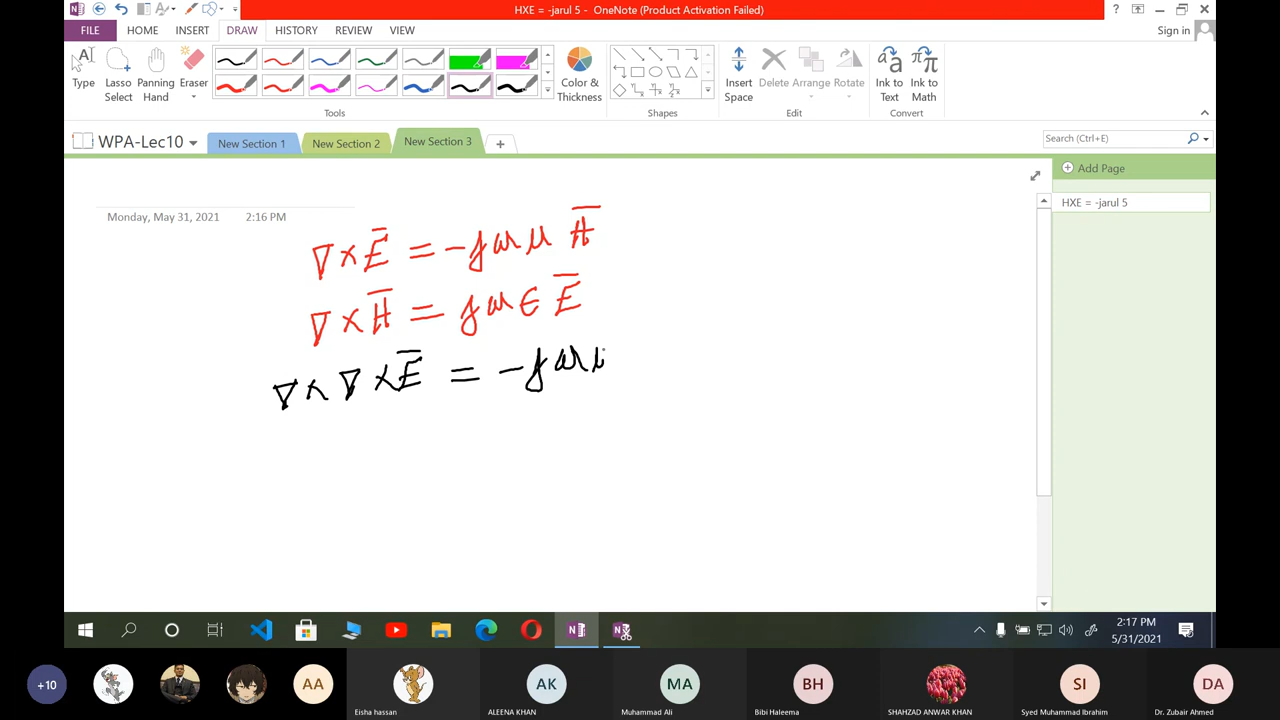 HXE = -jarul 5 - OneNote (Product Activation Failed)
FILE HOME INSERT DRAW HISTORY REVIEW VIEW
Sign in
Type Lasso Select Panning Hand Eraser
Color & Thickness
Insert Space Delete Arrange Rotate
Ink to Text Ink to Math
Tools Shapes Edit Convert
WPA-Lec10 New Section 1 New Section 2 New Section 3
Search (Ctrl+E)
Add Page
HXE = -jarul 5
Monday, May 31, 2021 2:16 PM
∇×E̅ = -jωμ H̅
∇×H̅ = jωϵ E̅
∇×∇×E̅ = -jω
2:17 PM
5/31/2021
+10 AA AK MA BH SI DA
Eisha hassan ALEENA KHAN Muhammad Ali Bibi Haleema SHAHZAD ANWAR KHAN Syed Muhammad Ibrahim Dr. Zubair Ahmed